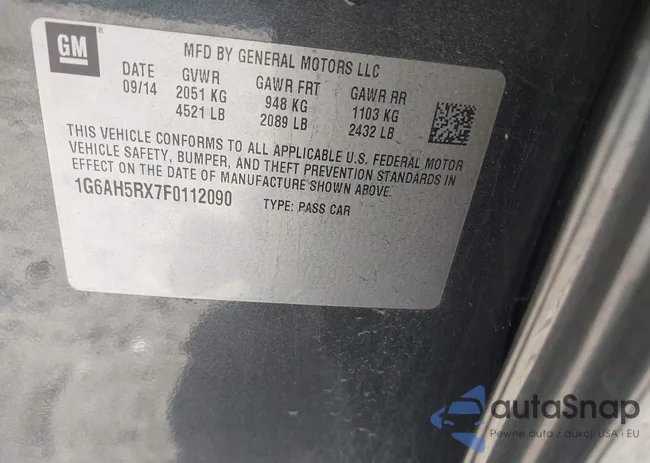 GM
MFD BY GENERAL MOTORS LLC
DATE GVWR GAWR FRT GAWR RR
09/14 2051 KG 948 KG 1103 KG
4521 LB 2089 LB 2432 LB
THIS VEHICLE CONFORMS TO ALL APPLICABLE U.S. FEDERAL MOTOR
VEHICLE SAFETY, BUMPER, AND THEFT PREVENTION STANDARDS IN
EFFECT ON THE DATE OF MANUFACTURE SHOWN ABOVE.
1G6AH5RX7F0112090 TYPE: PASS CAR
autoSnap
Pewne auta z aukcji USA i EU